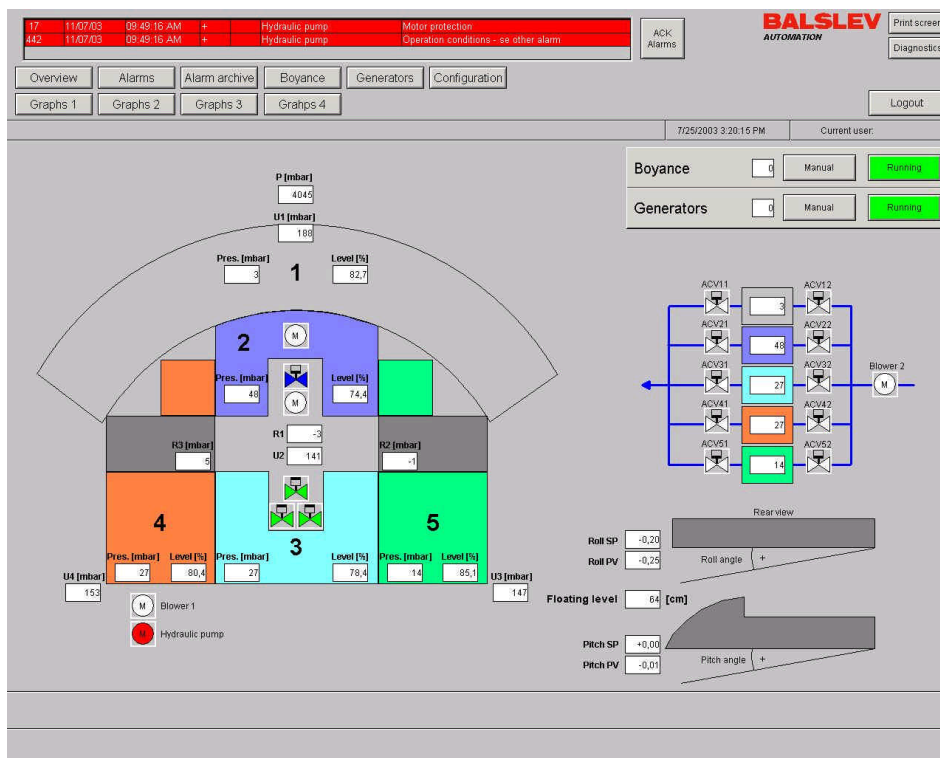 17 11/07/03 09:49:16 AM + Hydraulic pump Motor protection
442 11/07/03 09:49:16 AM + Hydraulic pump Operation conditions - se other alarm
ACK
Alarms
BALSLEV
AUTOMATION
Print screen
Diagnostics
Overview Alarms Alarm archive Boyance Generators Configuration
Graphs 1 Graphs 2 Graphs 3 Grahps 4
Logout
7/25/2003 3:20:15 PM Current user:
Boyance 0 Manual Running
Generators 0 Manual Running
P [mbar]
4045
U1 [mbar]
188
Pres. [mbar] 1 Level [%]
3 82,7
2 M
Pres. [mbar] Level [%]
48 M 74,4
R1 -3
R3 [mbar] R2 [mbar]
5 U2 141 -1
4 3 5
Pres. [mbar] Level [%] Pres. [mbar] Level [%] Pres. [mbar] Level [%]
27 80,4 27 78,4 14 85,1
U4 [mbar] U3 [mbar]
153 147
M Blower 1
M Hydraulic pump
ACV11 3 ACV12
ACV21 48 ACV22
ACV31 27 ACV32
Blower 2
M
ACV41 27 ACV42
ACV51 14 ACV52
Rear view
Roll SP -0,20
Roll PV -0,25 Roll angle +
Floating level 64 [cm]
Pitch SP +0,00
Pitch PV -0,01 Pitch angle +